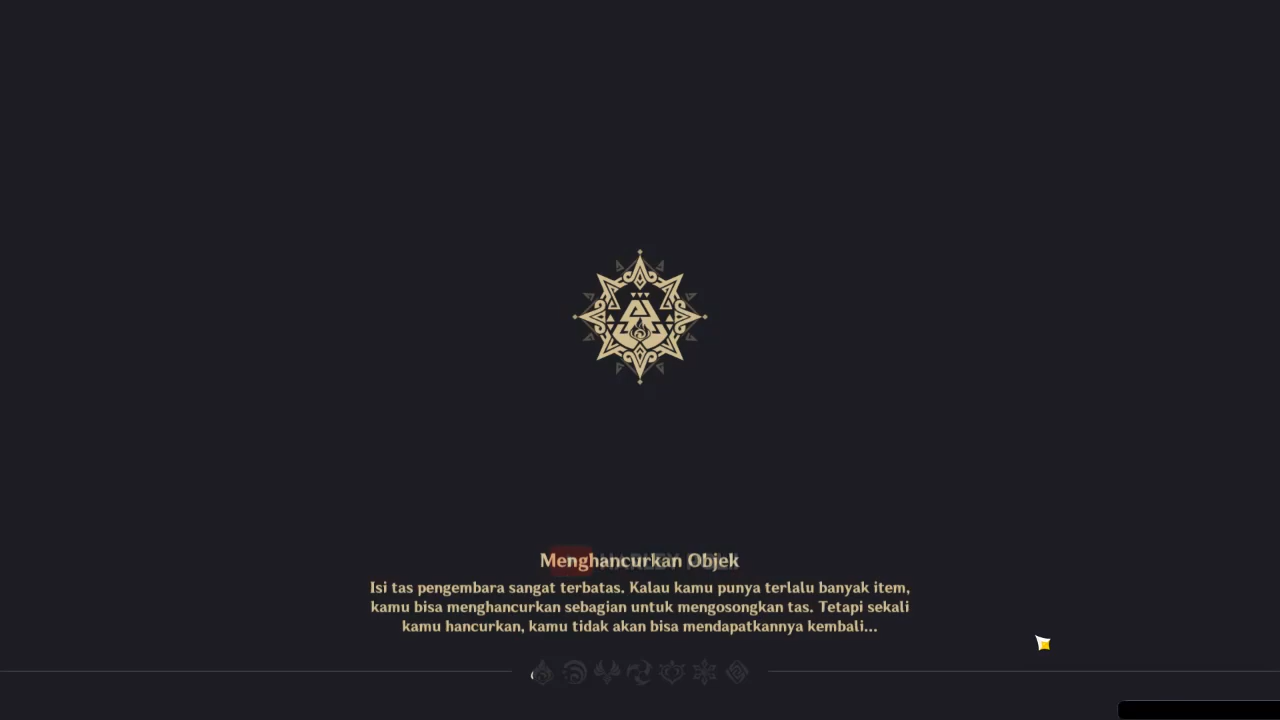 Menghancurkan Objek
Isi tas pengembara sangat terbatas. Kalau kamu punya terlalu banyak item,
kamu bisa menghancurkan sebagian untuk mengosongkan tas. Tetapi sekali
kamu hancurkan, kamu tidak akan bisa mendapatkannya kembali...